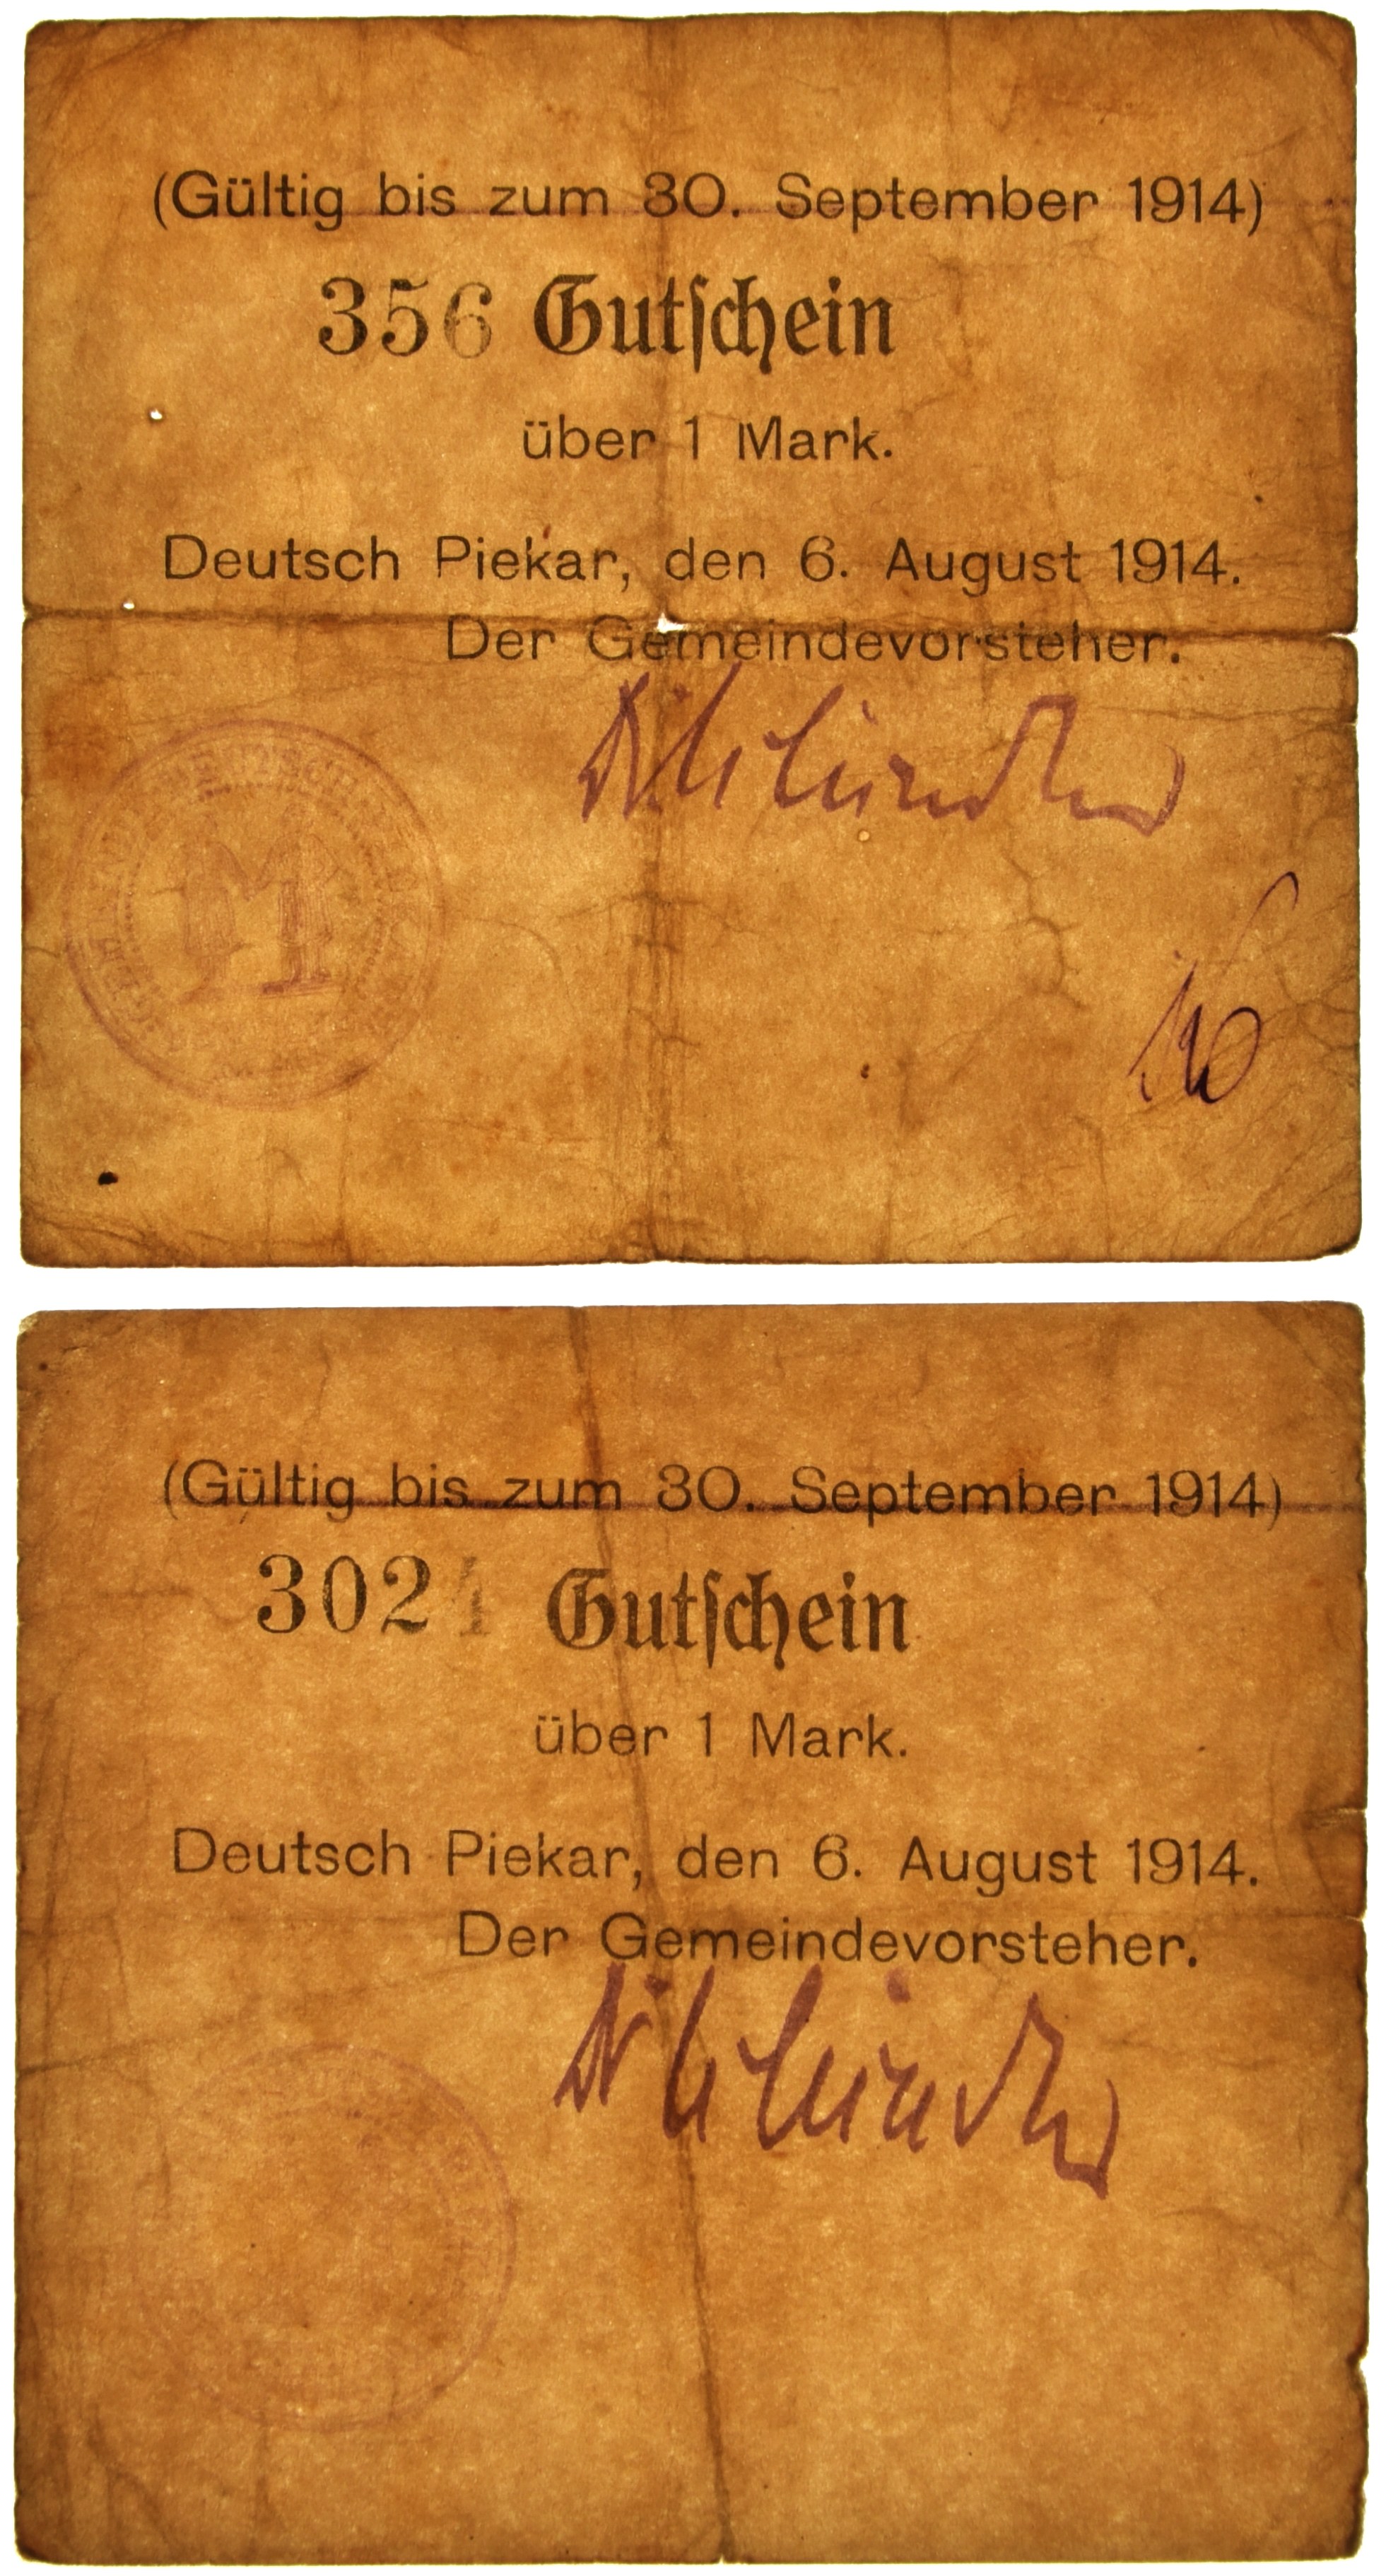 (Gültig bis zum 30. September 1914)
356 Gutschein
über 1 Mark.
Deutsch Piekar, den 6. August 1914.
Der Gemeindevorsteher.
(Gültig bis zum 30. September 1914)
3024 Gutschein
über 1 Mark.
Deutsch Piekar, den 6. August 1914.
Der Gemeindevorsteher.